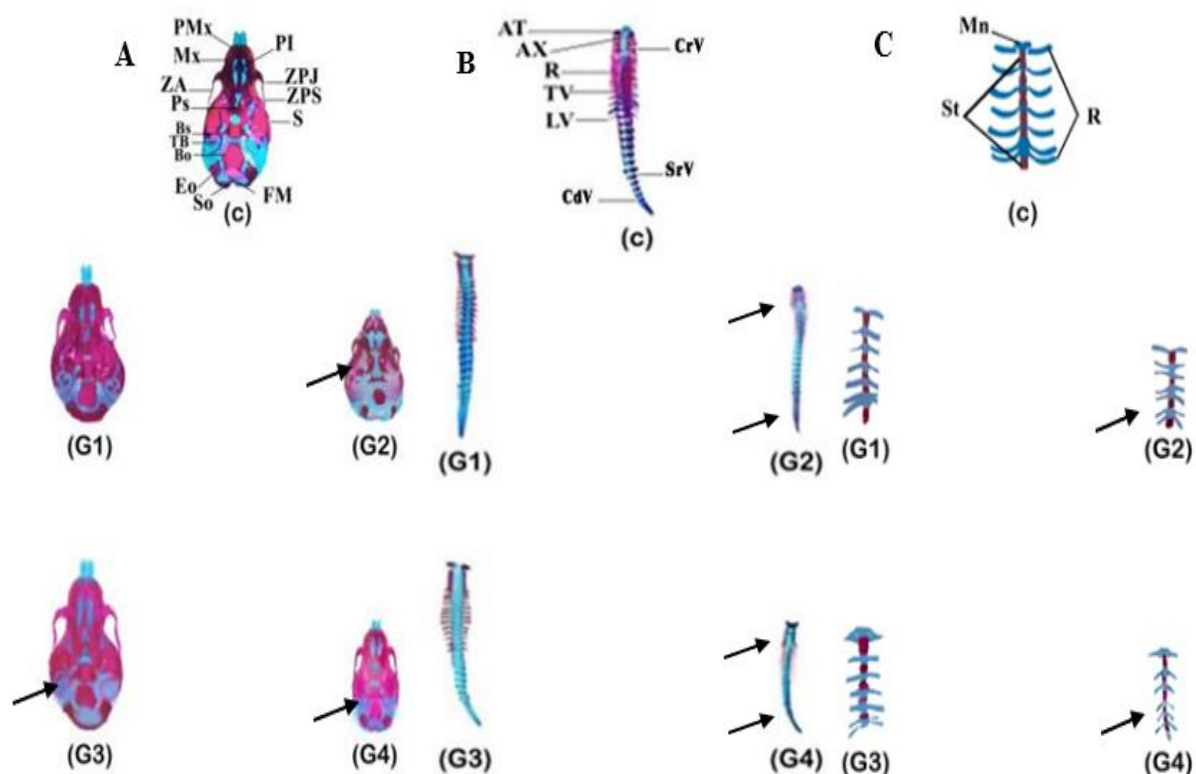 A
PMx
Mx
ZA
Ps
Bs
TB
Bo
Eo
So
PI
ZPJ
ZPS
S
FM
(c)
B
AT
AX
R
TV
LV
CrV
SrV
CdV
(c)
C
Mn
St
R
(c)
(G1)
(G2)
(G1)
(G2)
(G1)
(G2)
(G3)
(G4)
(G3)
(G4)
(G3)
(G4)